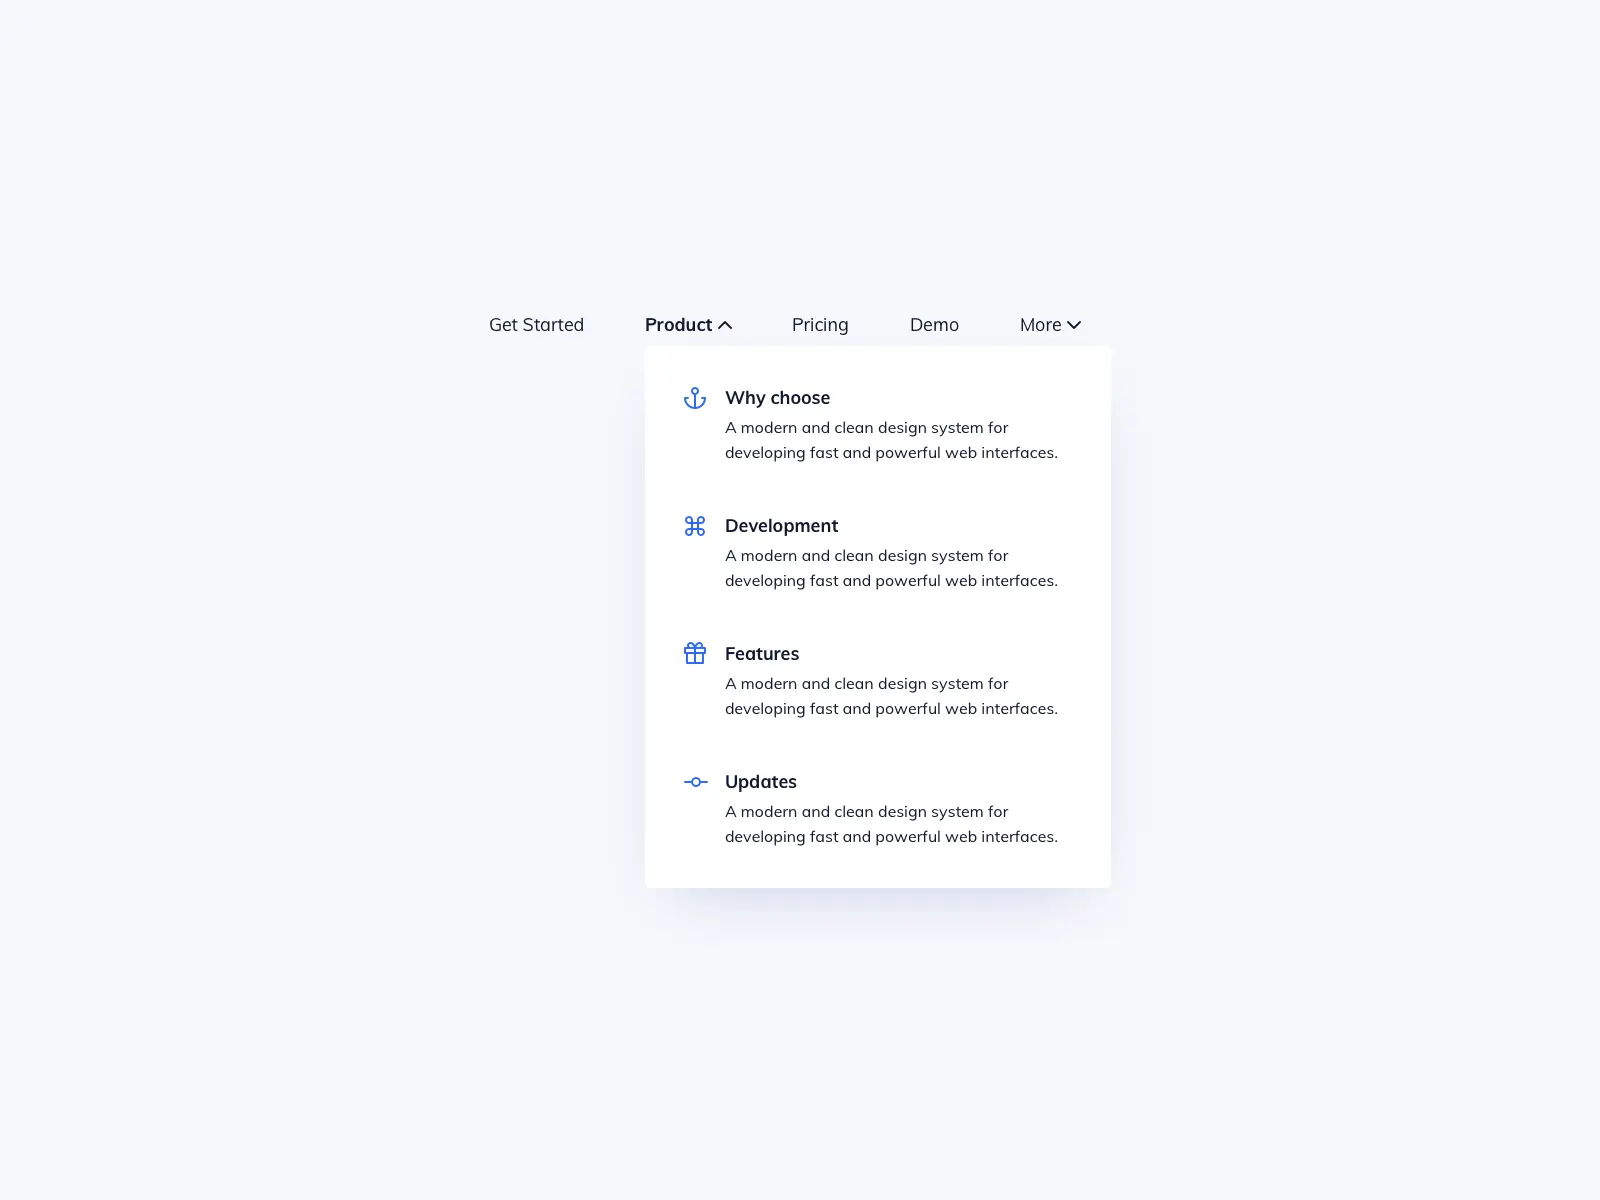 Get Started Product Pricing Demo More
Why choose
A modern and clean design system for
developing fast and powerful web interfaces.
Development
A modern and clean design system for
developing fast and powerful web interfaces.
Features
A modern and clean design system for
developing fast and powerful web interfaces.
Updates
A modern and clean design system for
developing fast and powerful web interfaces.